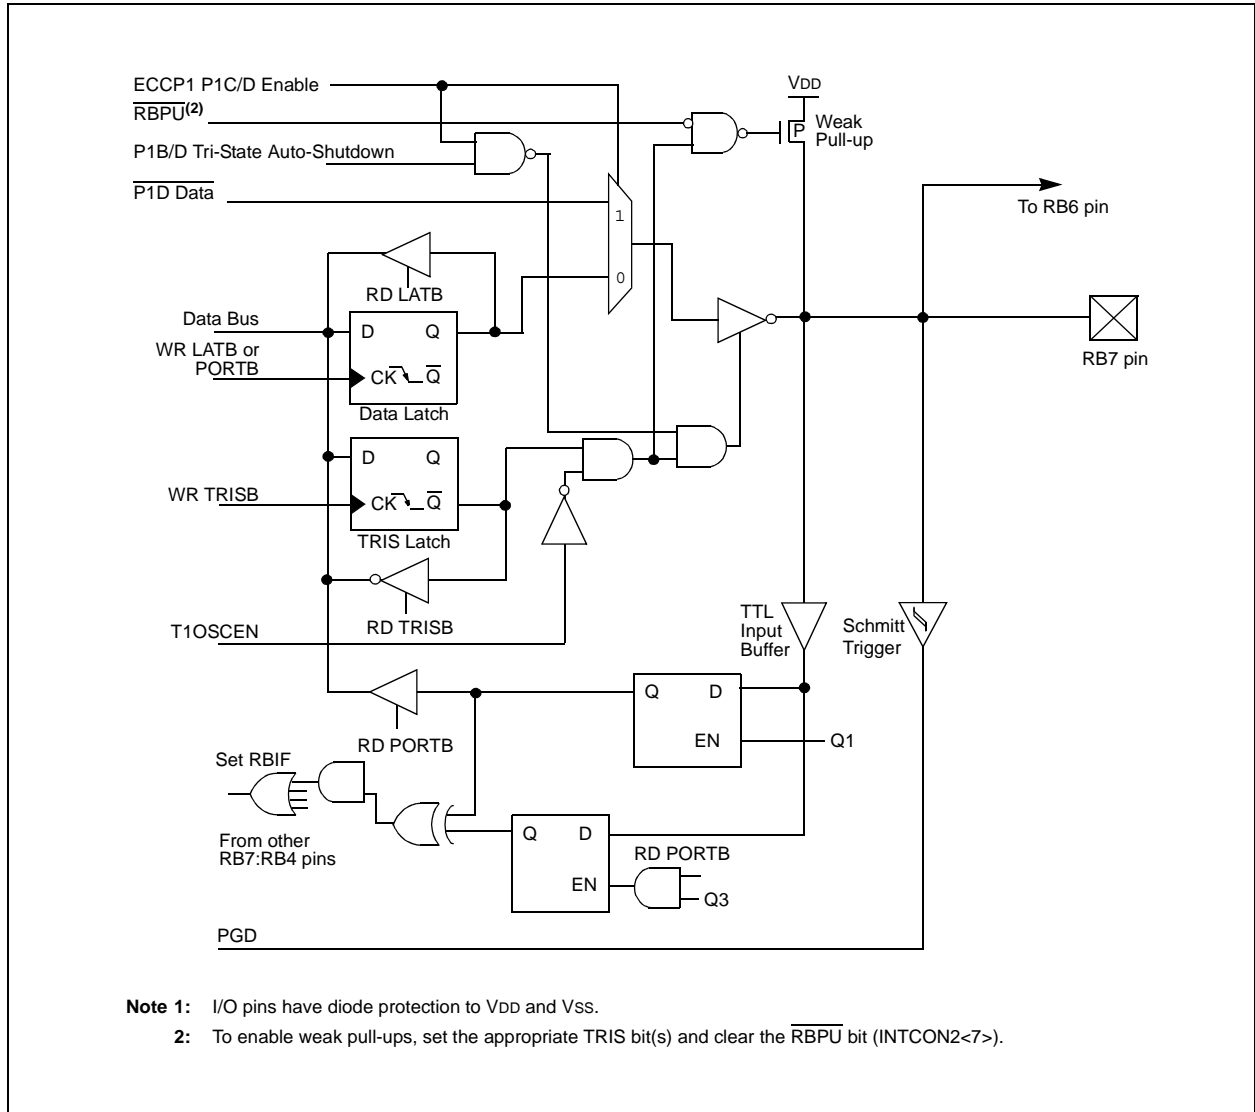 ECCP1 P1C/D Enable
RBPU(2)
P1B/D Tri-State Auto-Shutdown
P1D Data
VDD
P
Weak
Pull-up
To RB6 pin
1
0
RD LATB
Data Bus
WR LATB or
PORTB
D Q
CK Q
Data Latch
RB7 pin
D Q
WR TRISB
CK Q
TRIS Latch
RD TRISB
T1OSCEN
TTL
Input
Buffer
Schmitt
Trigger
Q D
EN
Q1
RD PORTB
Set RBIF
From other
RB7:RB4 pins
Q D
EN
RD PORTB
Q3
PGD
Note 1: I/O pins have diode protection to VDD and VSS.
2: To enable weak pull-ups, set the appropriate TRIS bit(s) and clear the RBPU bit (INTCON2<7>).